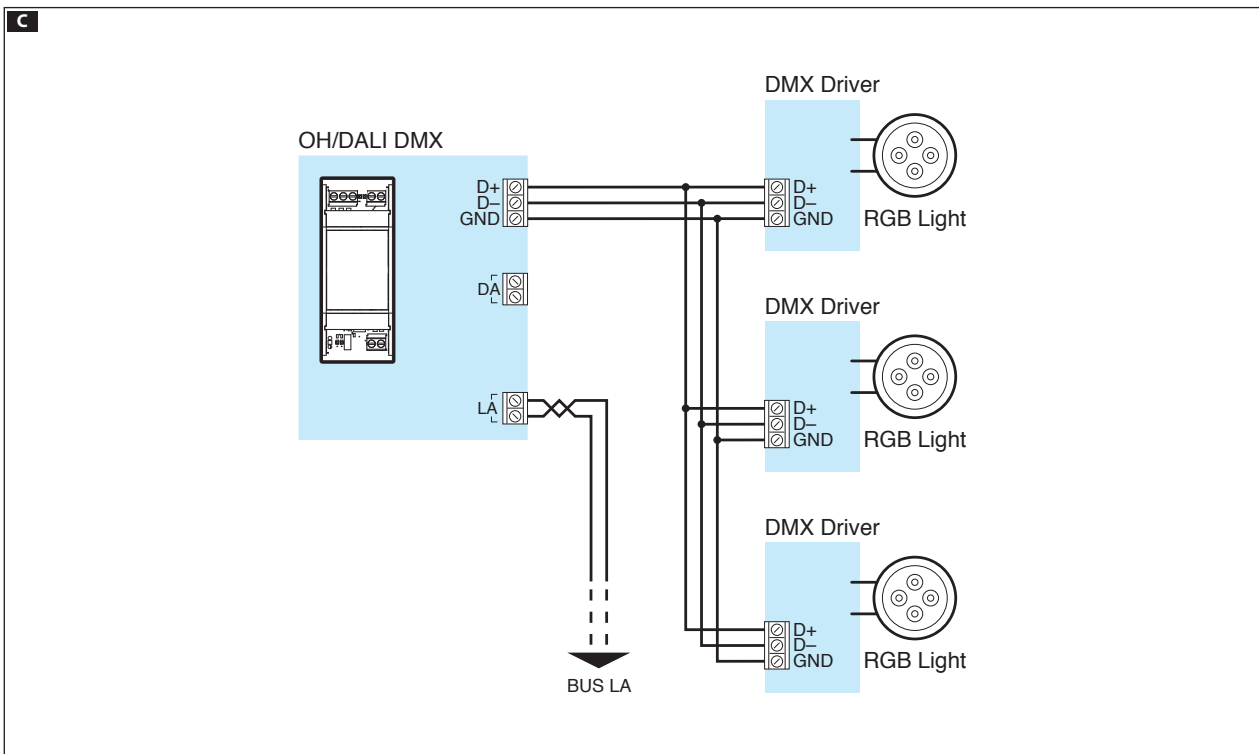 C
OH/DALI DMX
D+
D–
GND
DA
LA
BUS LA
DMX Driver
D+
D–
GND
RGB Light
DMX Driver
D+
D–
GND
RGB Light
DMX Driver
D+
D–
GND
RGB Light